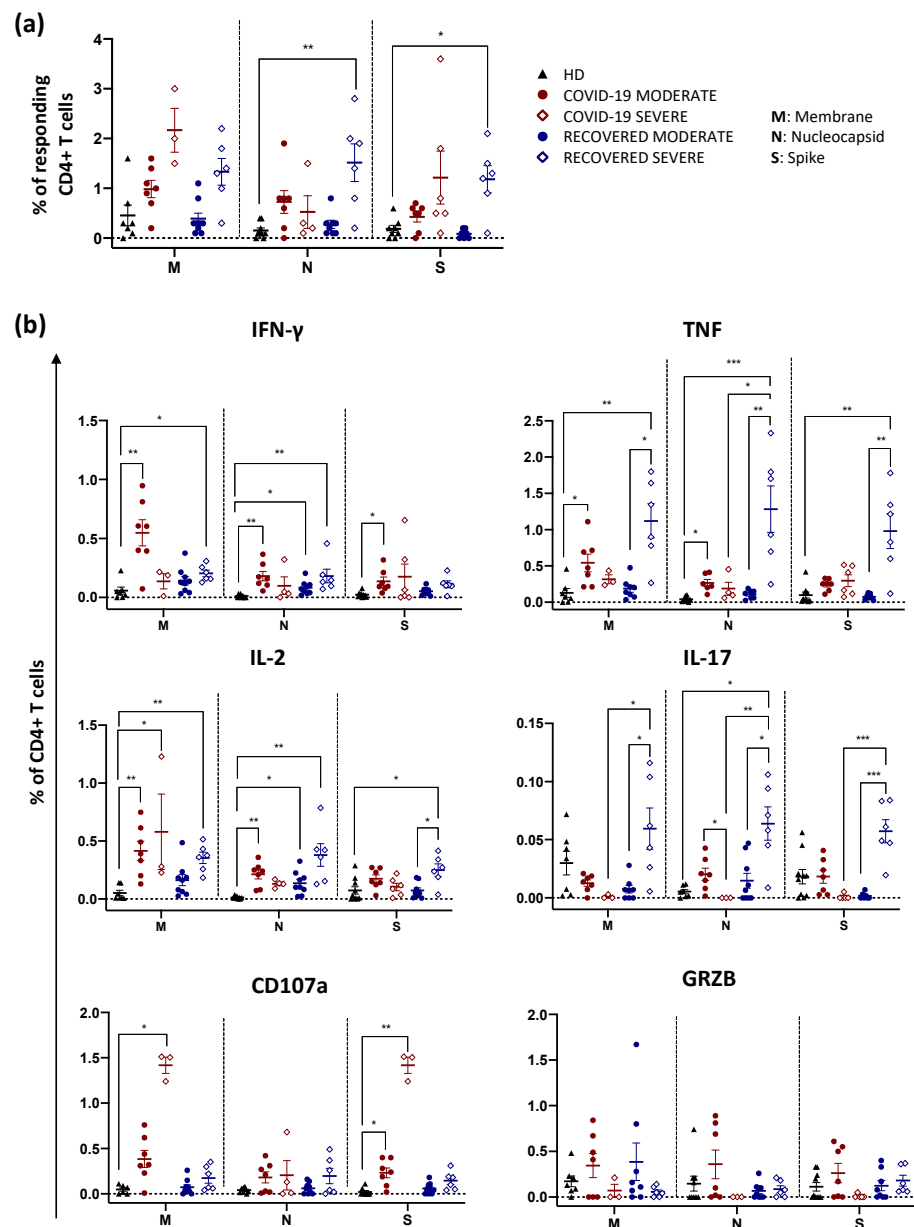 (a)
% of responding
CD4+ T cells
4
3
2
1
0
**
*
M
N
S
HD
COVID-19 MODERATE
COVID-19 SEVERE
RECOVERED MODERATE
RECOVERED SEVERE
M: Membrane
N: Nucleocapsid
S: Spike
(b)
% of CD4+ T cells
IFN-γ
1.5
1.0
0.5
0.0
*
**
**
*
**
*
M
N
S
TNF
2.5
2.0
1.5
1.0
0.5
0.0
**
*
*
***
*
**
*
**
**
M
N
S
IL-2
1.5
1.0
0.5
0.0
**
*
**
**
*
**
*
*
M
N
S
IL-17
0.15
0.10
0.05
0.00
*
*
*
**
*
*
***
***
M
N
S
CD107a
2.0
1.5
1.0
0.5
0.0
*
**
*
M
N
S
GRZB
2.0
1.5
1.0
0.5
0.0
M
N
S